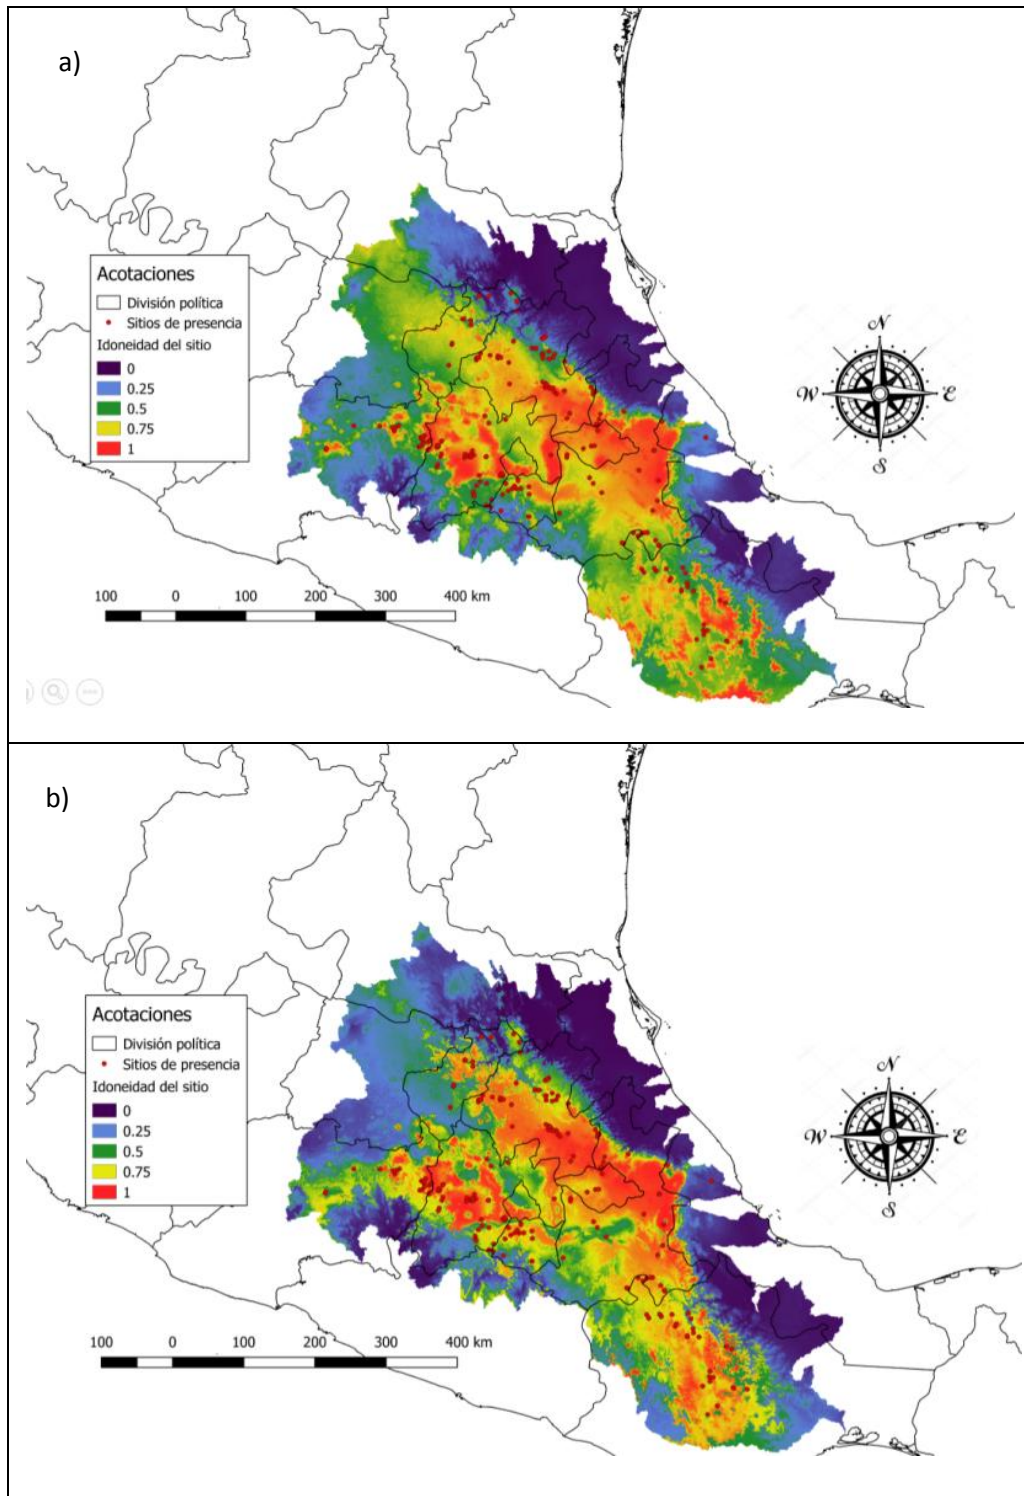 a)
Acotaciones
División política
Sitios de presencia
Idoneidad del sitio
0
0.25
0.5
0.75
1
N
W E
S
100 0 100 200 300 400 km
b)
Acotaciones
División política
Sitios de presencia
Idoneidad del sitio
0
0.25
0.5
0.75
1
N
W E
S
100 0 100 200 300 400 km